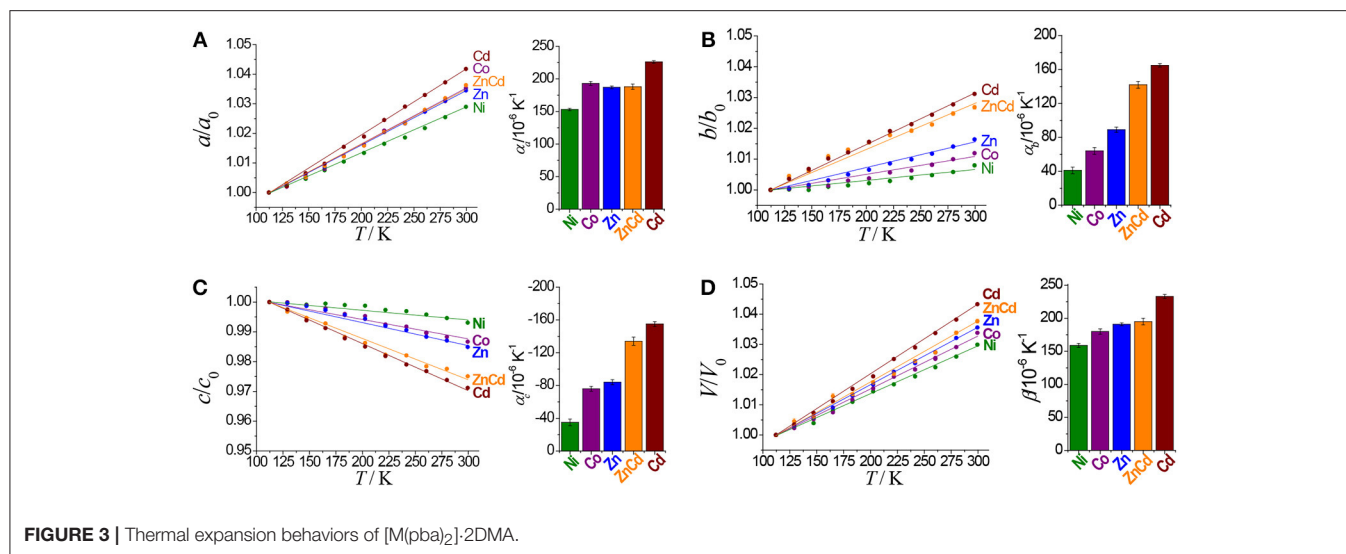 A
1.05
1.04
1.03
1.02
1.01
1.00
a/a₀
100 125 150 175 200 225 250 275 300
T / K
Cd
Co
ZnCd
Zn
Ni
250
200
150
100
50
0
αₐ/10⁻⁶ K⁻¹
Ni Co Zn ZnCd Cd
B
1.04
1.03
1.02
1.01
1.00
b/b₀
100 125 150 175 200 225 250 275 300
T / K
Cd
ZnCd
Zn
Co
Ni
200
160
120
80
40
0
α_b/10⁻⁶ K⁻¹
Ni Co Zn ZnCd Cd
C
1.00
0.99
0.98
0.97
0.96
0.95
c/c₀
100 125 150 175 200 225 250 275 300
T / K
Ni
Co
Zn
ZnCd
Cd
-200
-160
-120
-80
-40
0
α_c/10⁻⁶ K⁻¹
Ni Co Zn ZnCd Cd
D
1.05
1.04
1.03
1.02
1.01
1.00
V/V₀
100 125 150 175 200 225 250 275 300
T / K
Cd
ZnCd
Zn
Co
Ni
250
200
150
100
50
0
β/10⁻⁶ K⁻¹
Ni Co Zn ZnCd Cd
FIGURE 3 | Thermal expansion behaviors of [M(pba)₂]·2DMA.